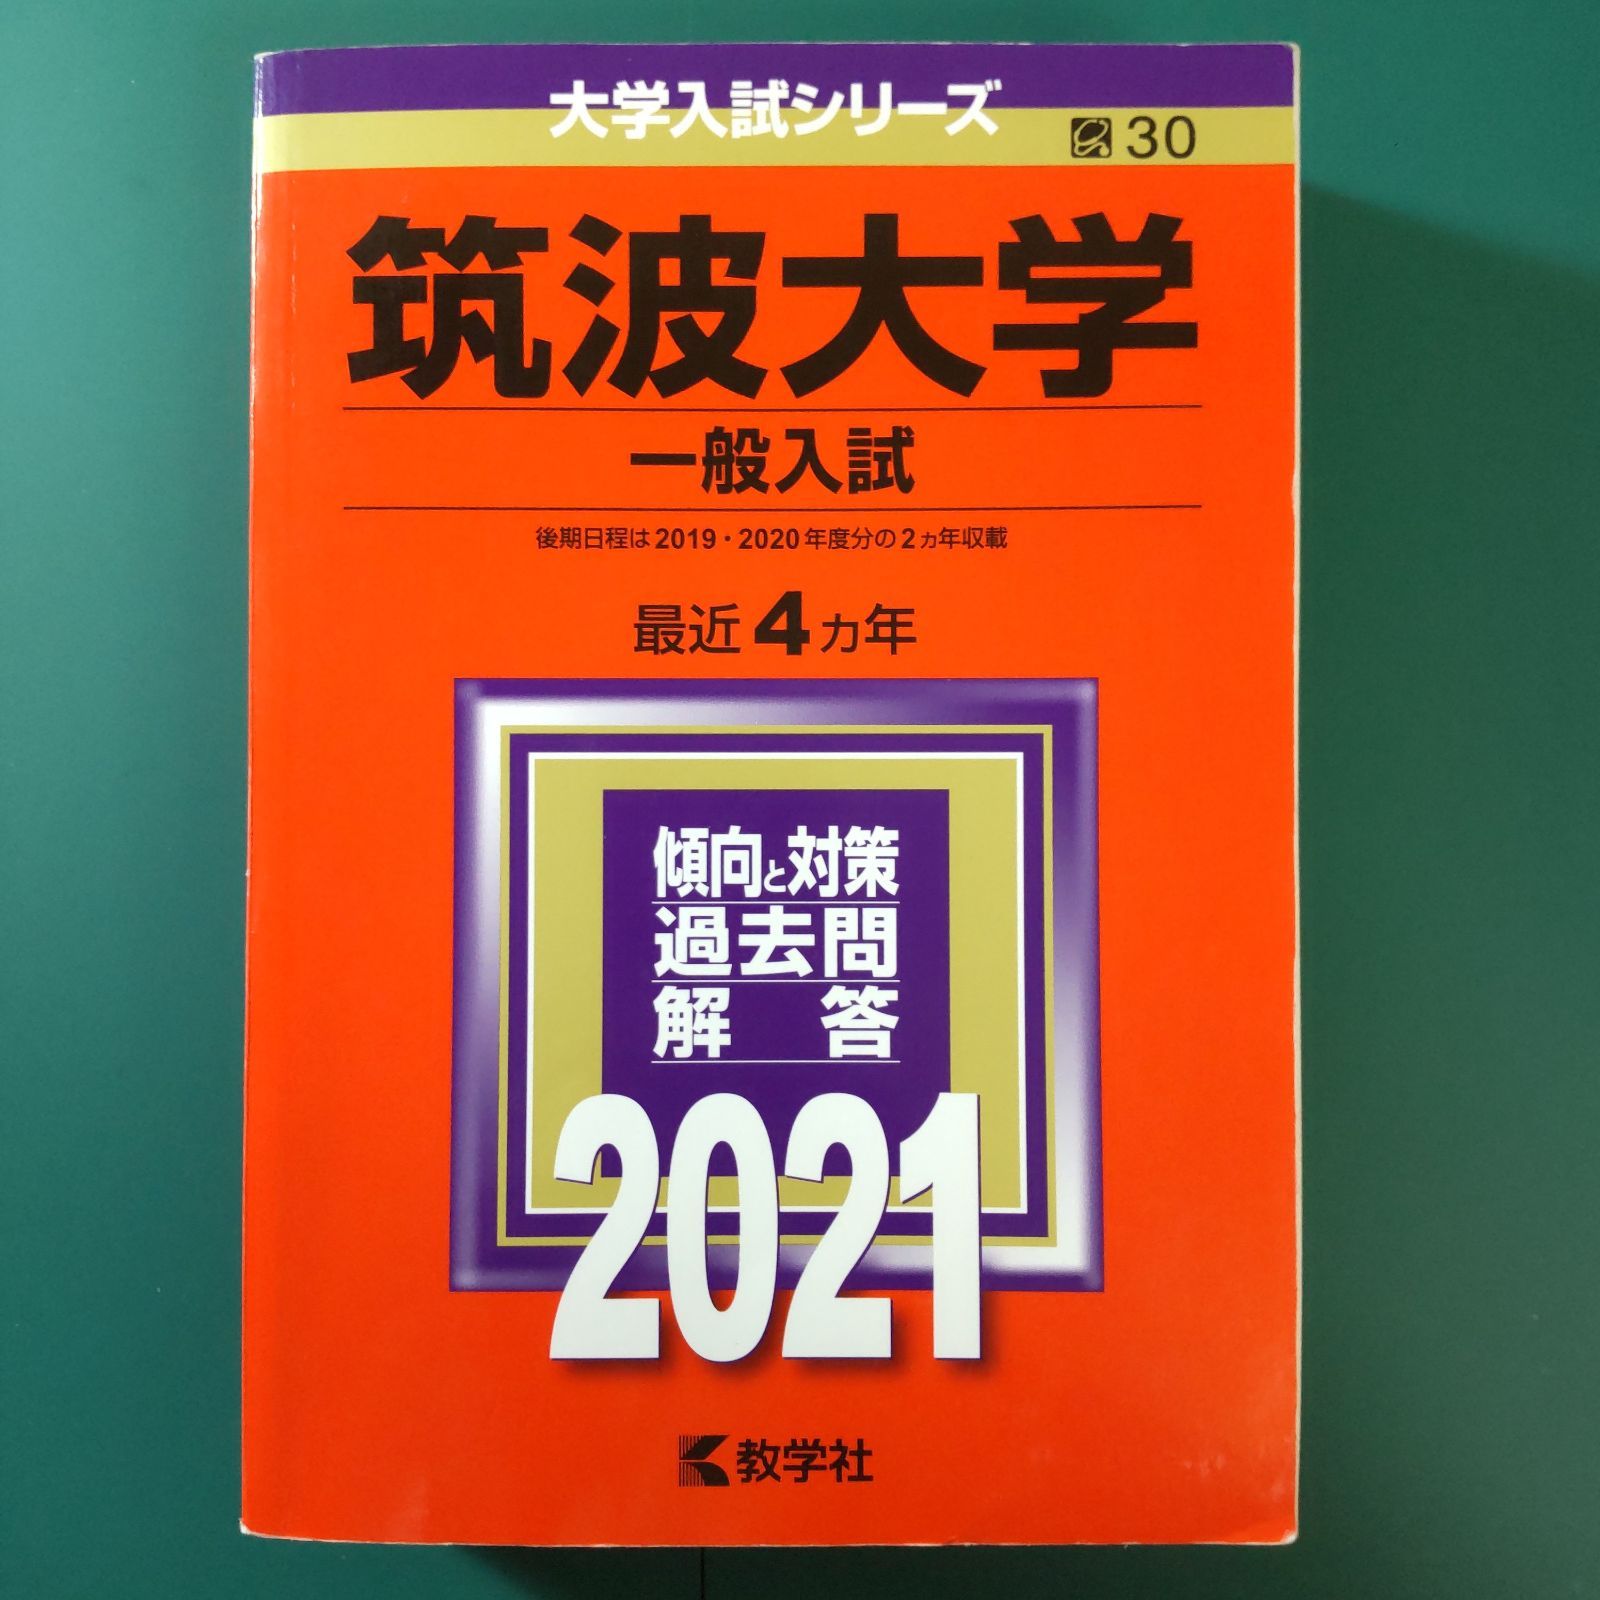 大学入試シリーズ
30
筑波大学
一般入試
後期日程は2019・2020年度分の2ヵ年収載
最近4カ年
傾向と対策
過去問
解答
2021
教学社